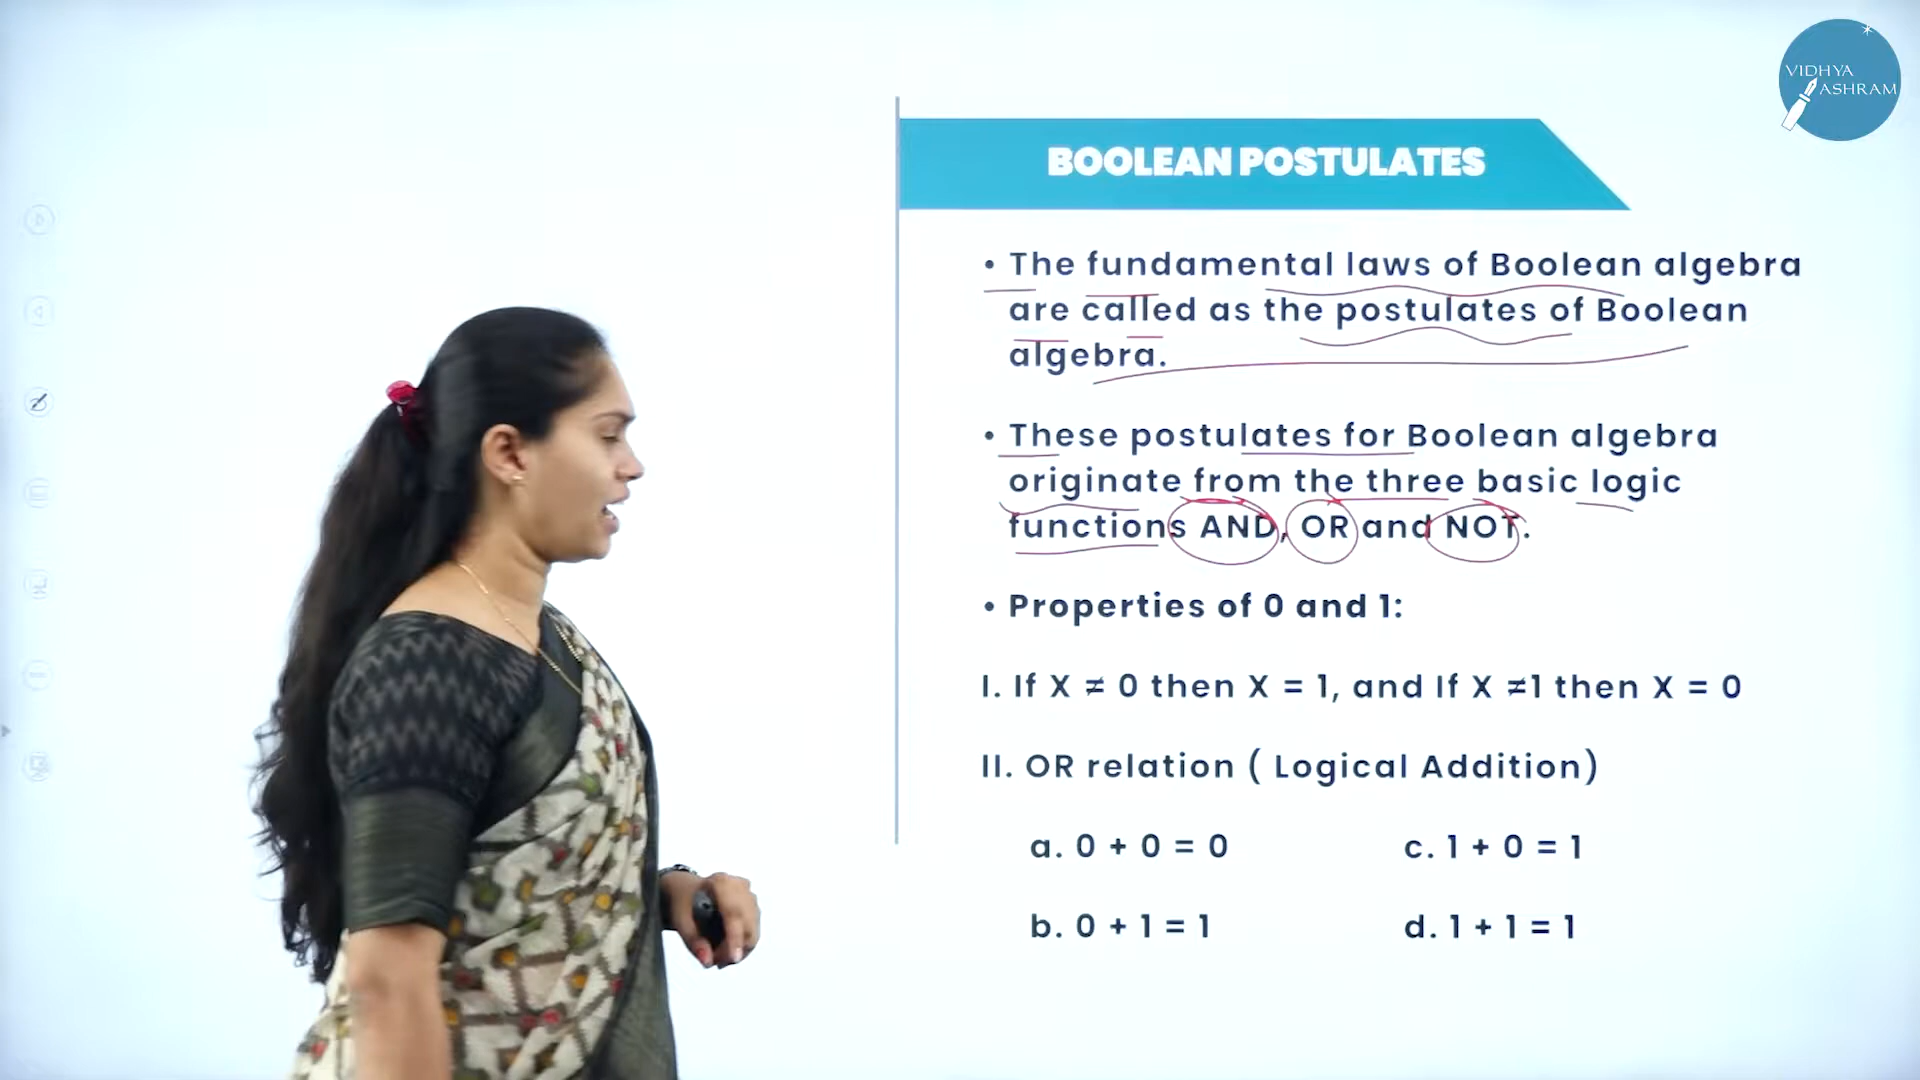 VIDHYA
ASHRAM
BOOLEAN POSTULATES
• The fundamental laws of Boolean algebra
are called as the postulates of Boolean
algebra.
• These postulates for Boolean algebra
originate from the three basic logic
functions AND, OR and NOT.
• Properties of 0 and 1:
I. If X ≠ 0 then X = 1, and If X ≠1 then X = 0
II. OR relation ( Logical Addition)
a. 0 + 0 = 0 c. 1 + 0 = 1
b. 0 + 1 = 1 d. 1 + 1 = 1